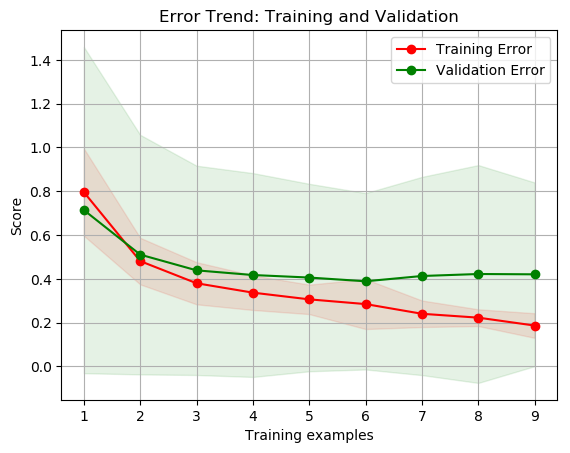 Error Trend: Training and Validation
Training Error
Validation Error
1.4
1.2
1.0
0.8
0.6
0.4
0.2
0.0
Score
1 2 3 4 5 6 7 8 9
Training examples